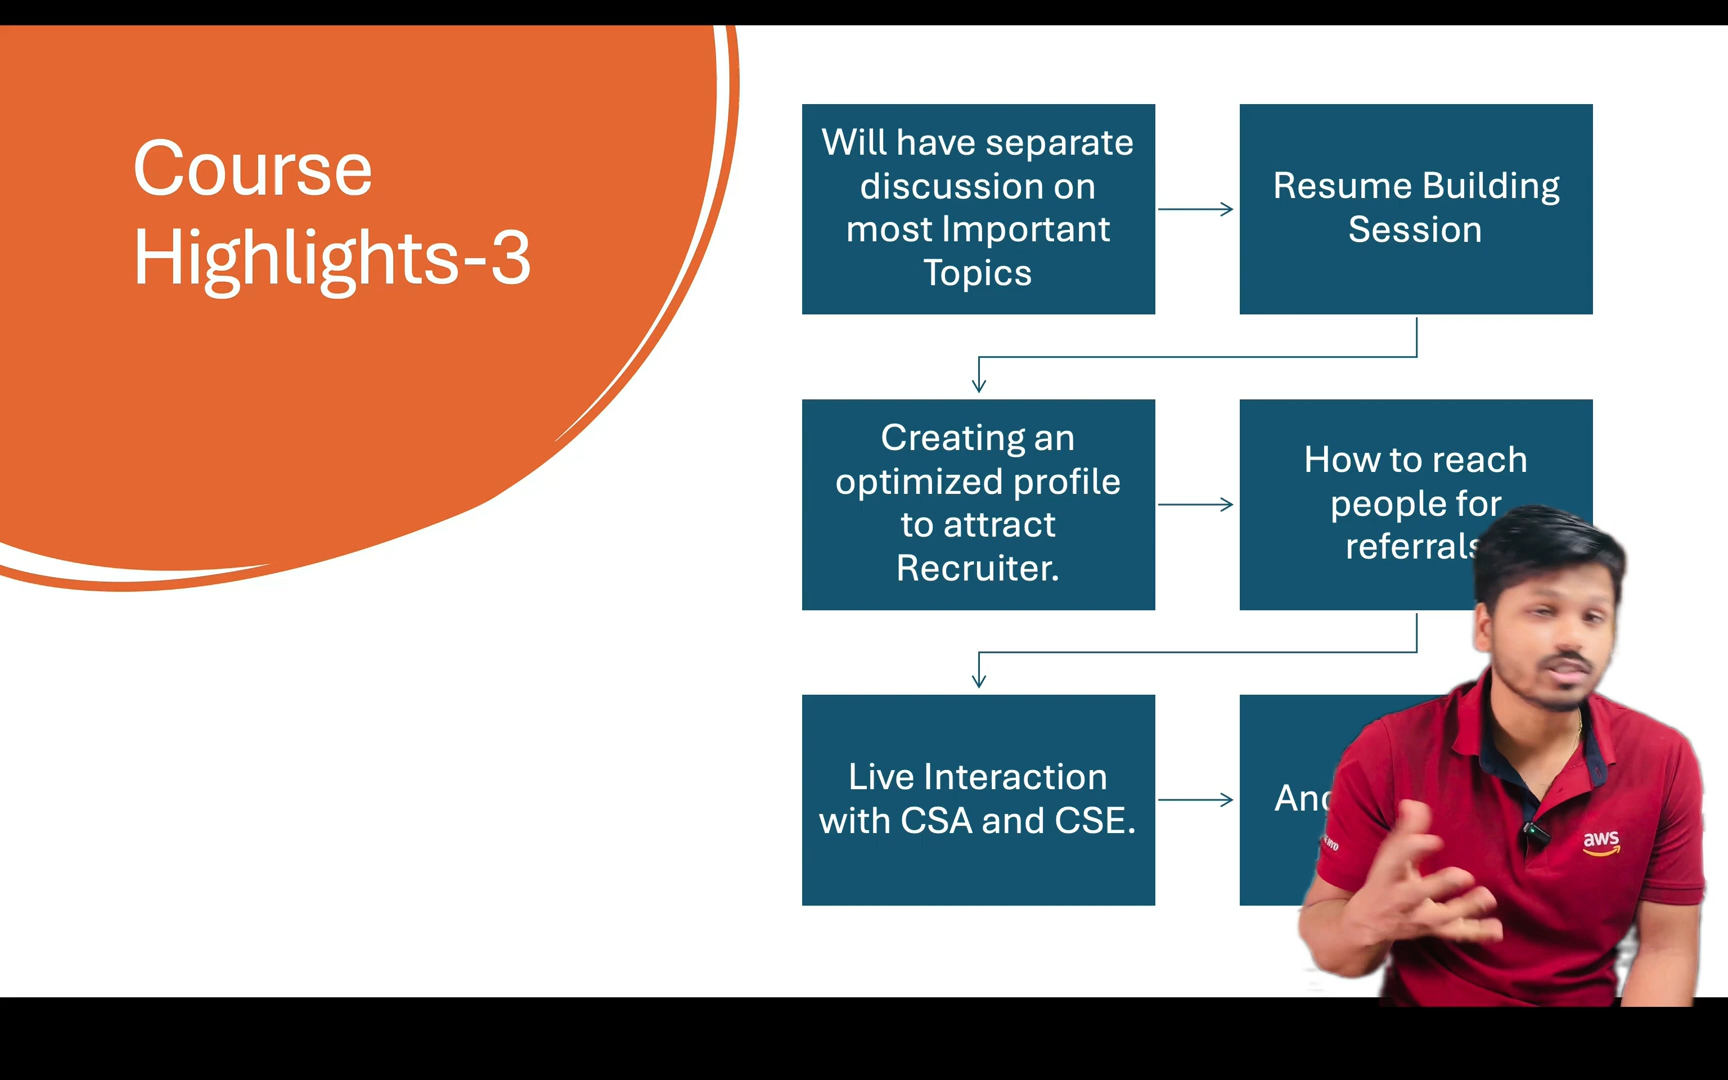 Course
Highlights-3
Will have separate
discussion on
most Important
Topics
Resume Building
Session
Creating an
optimized profile
to attract
Recruiter.
How to reach
people for
referrals
Live Interaction
with CSA and CSE.
aws